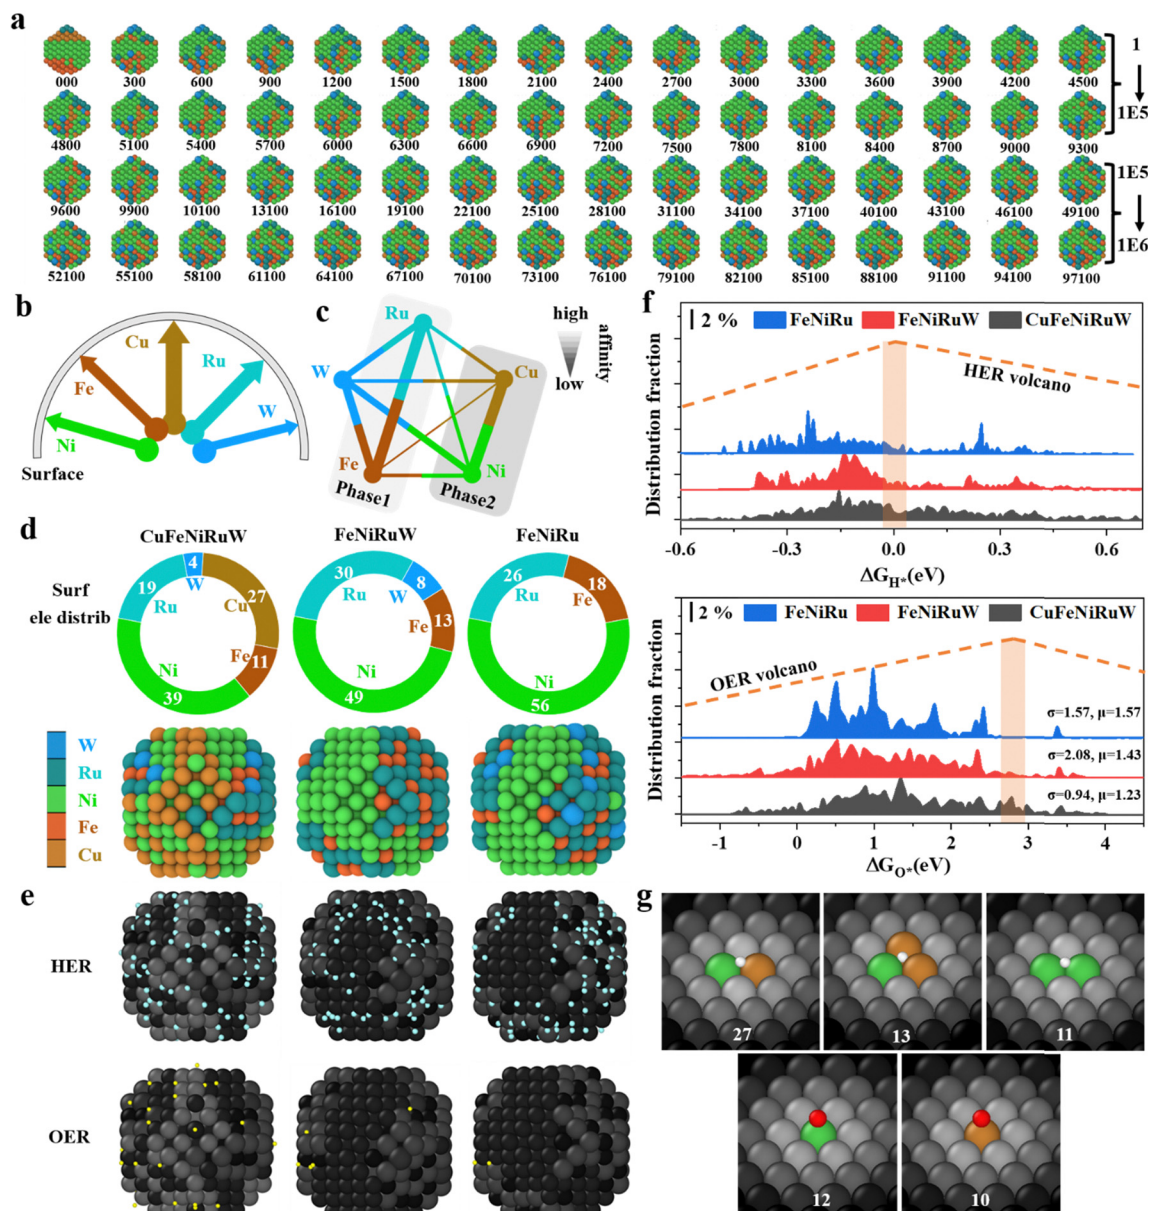 a
000 300 600 900 1200 1500 1800 2100 2400 2700 3000 3300 3600 3900 4200 4500
1
4800 5100 5400 5700 6000 6300 6600 6900 7200 7500 7800 8100 8400 8700 9000 9300
1E5
9600 9900 10100 13100 16100 19100 22100 25100 28100 31100 34100 37100 40100 43100 46100 49100
1E5
52100 55100 58100 61100 64100 67100 70100 73100 76100 79100 82100 85100 88100 91100 94100 97100
1E6
b
Cu
Fe
Ru
Ni
W
Surface
c
Ru
W
Cu
Fe
Ni
Phase1
Phase2
high
affinity
low
d
CuFeNiRuW
FeNiRuW
FeNiRu
Surf
ele distrib
4
W
19
Ru
27
Cu
Fe
11
Ni
39
30
Ru
8
W
13
Fe
Ni
49
26
Ru
18
Fe
Ni
56
W
Ru
Ni
Fe
Cu
e
HER
OER
f
2 % FeNiRu FeNiRuW CuFeNiRuW
HER volcano
Distribution fraction
-0.6 -0.3 0.0 0.3 0.6
ΔG_H*(eV)
2 % FeNiRu FeNiRuW CuFeNiRuW
OER volcano
σ=1.57, μ=1.57
σ=2.08, μ=1.43
σ=0.94, μ=1.23
Distribution fraction
-1 0 1 2 3 4
ΔG_O*(eV)
g
27
13
11
12
10